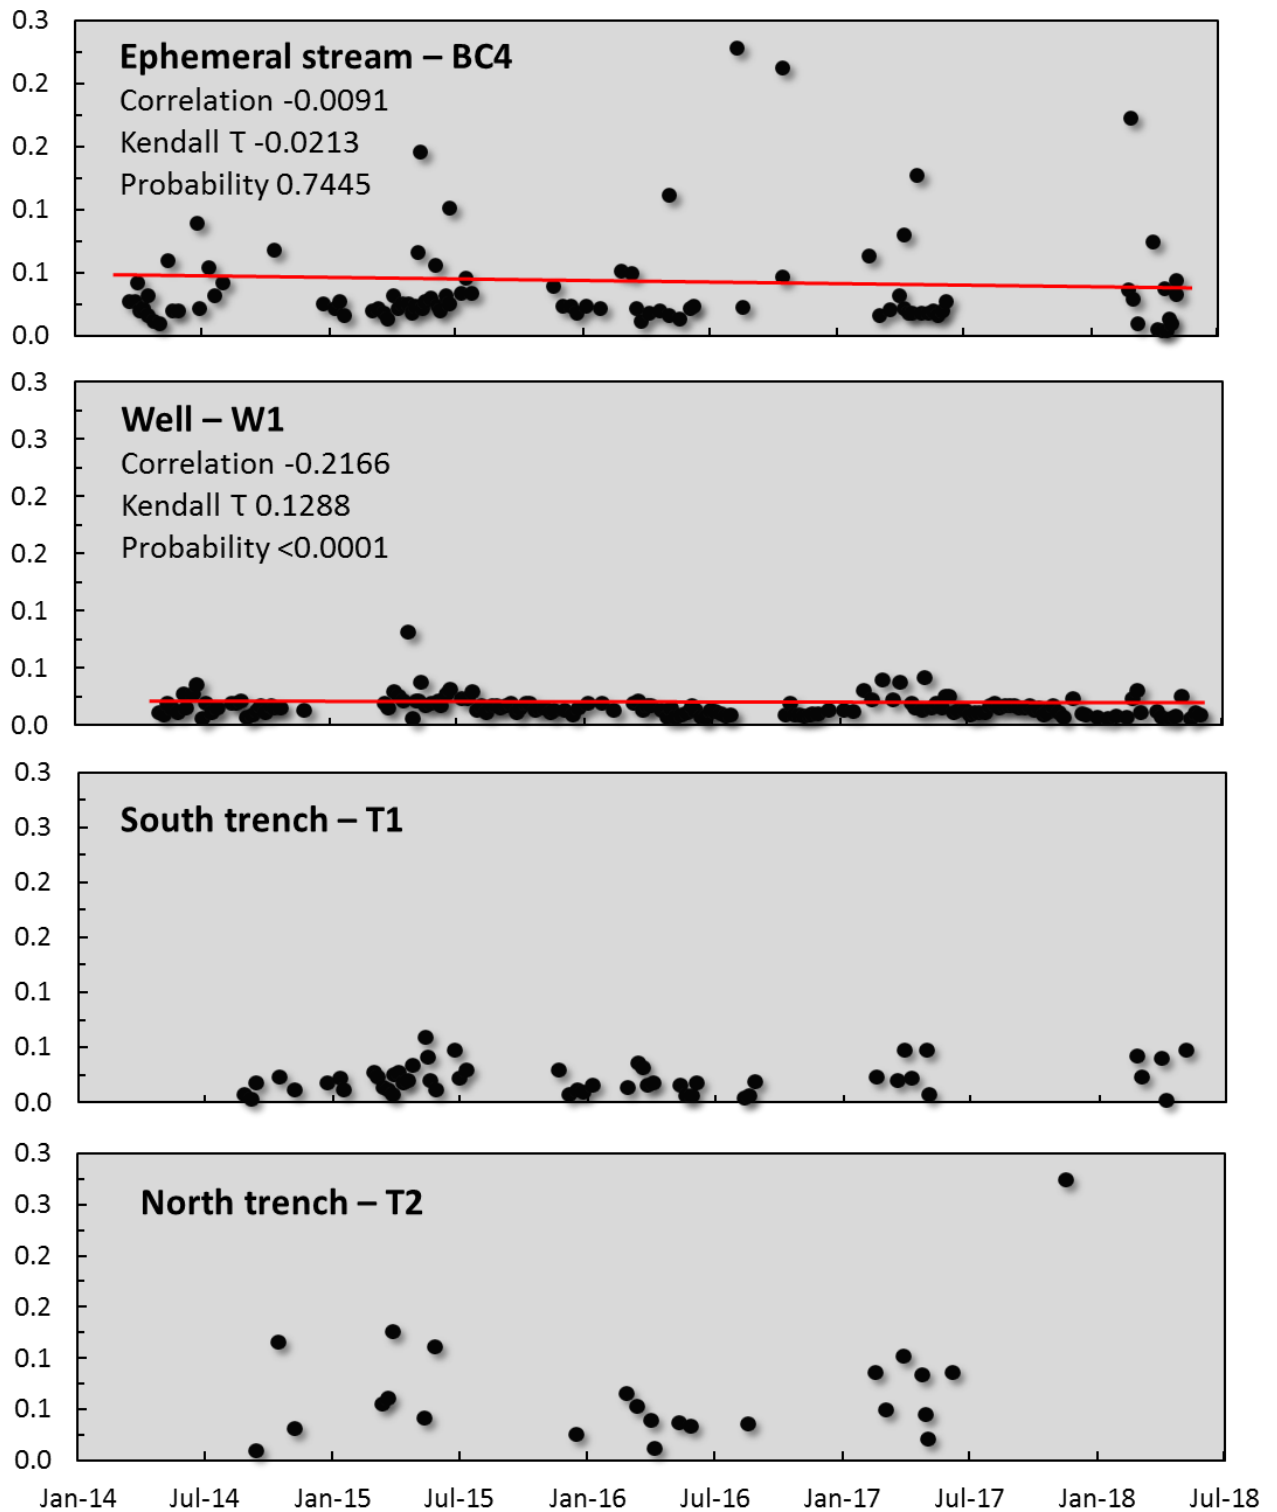 0.3
0.2
0.2
0.1
0.1
0.0
Ephemeral stream – BC4
Correlation -0.0091
Kendall τ -0.0213
Probability 0.7445
0.3
0.3
0.2
0.2
0.1
0.1
0.0
Well – W1
Correlation -0.2166
Kendall τ 0.1288
Probability <0.0001
0.3
0.3
0.2
0.2
0.1
0.1
0.0
South trench – T1
0.3
0.3
0.2
0.2
0.1
0.1
0.0
North trench – T2
Jan-14 Jul-14 Jan-15 Jul-15 Jan-16 Jul-16 Jan-17 Jul-17 Jan-18 Jul-18